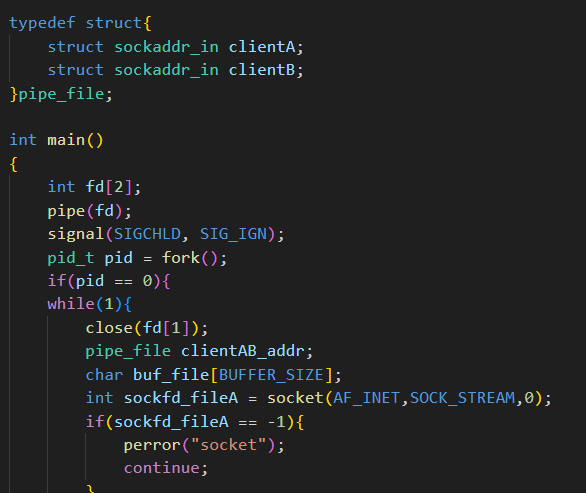 typedef struct{
    struct sockaddr_in clientA;
    struct sockaddr_in clientB;
}pipe_file;
int main()
{
    int fd[2];
    pipe(fd);
    signal(SIGCHLD, SIG_IGN);
    pid_t pid = fork();
    if(pid == 0){
    while(1){
        close(fd[1]);
        pipe_file clientAB_addr;
        char buf_file[BUFFER_SIZE];
        int sockfd_fileA = socket(AF_INET,SOCK_STREAM,0);
        if(sockfd_fileA == -1){
            perror("socket");
            continue;
        }